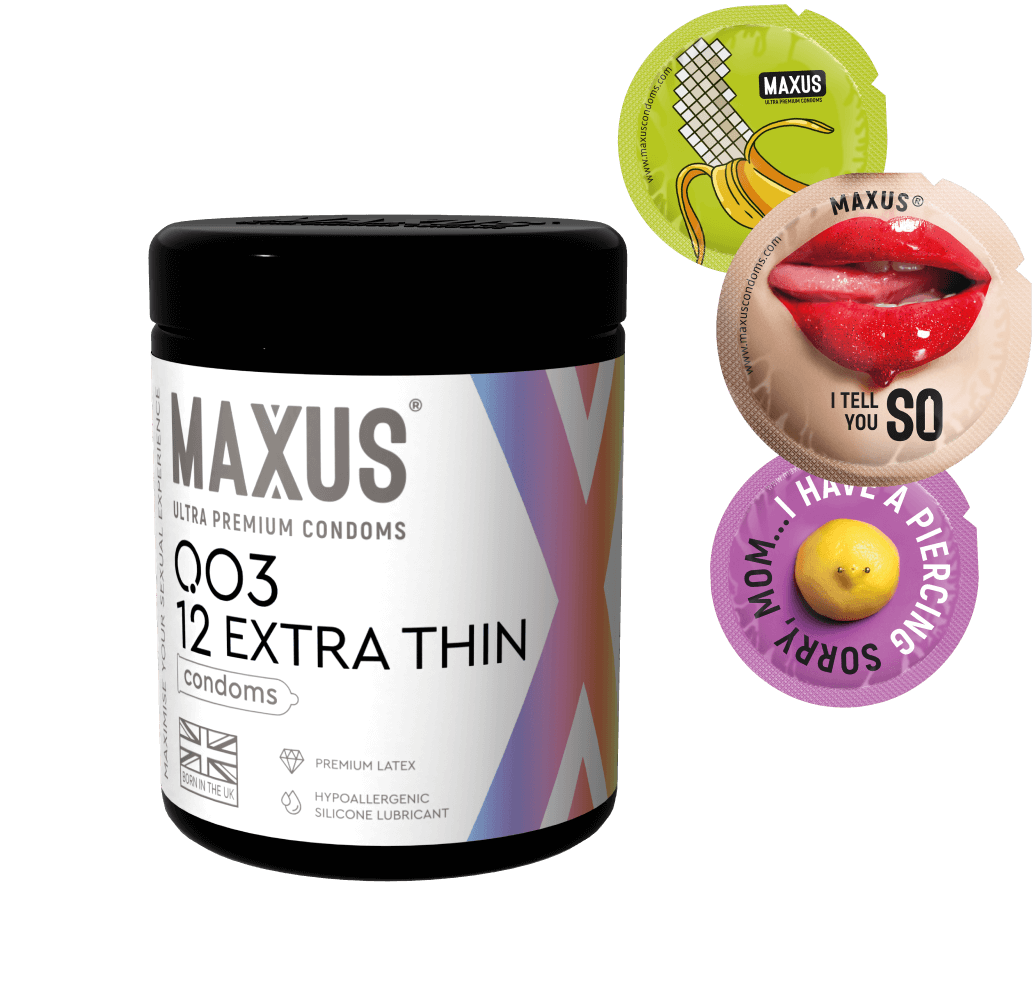 MAXUS®
ULTRA PREMIUM CONDOMS
003
12 EXTRA THIN
condoms
MAXIMISE YOUR SEXUAL EXPERIENCE
BORN IN THE UK
PREMIUM LATEX
HYPOALLERGENIC
SILICONE LUBRICANT
www.maxuscondoms.com
MAXUS
ULTRA PREMIUM CONDOMS
www.maxuscondoms.com
MAXUS®
I TELL
YOU SO
SORRY, MOM... I HAVE A PIERCING